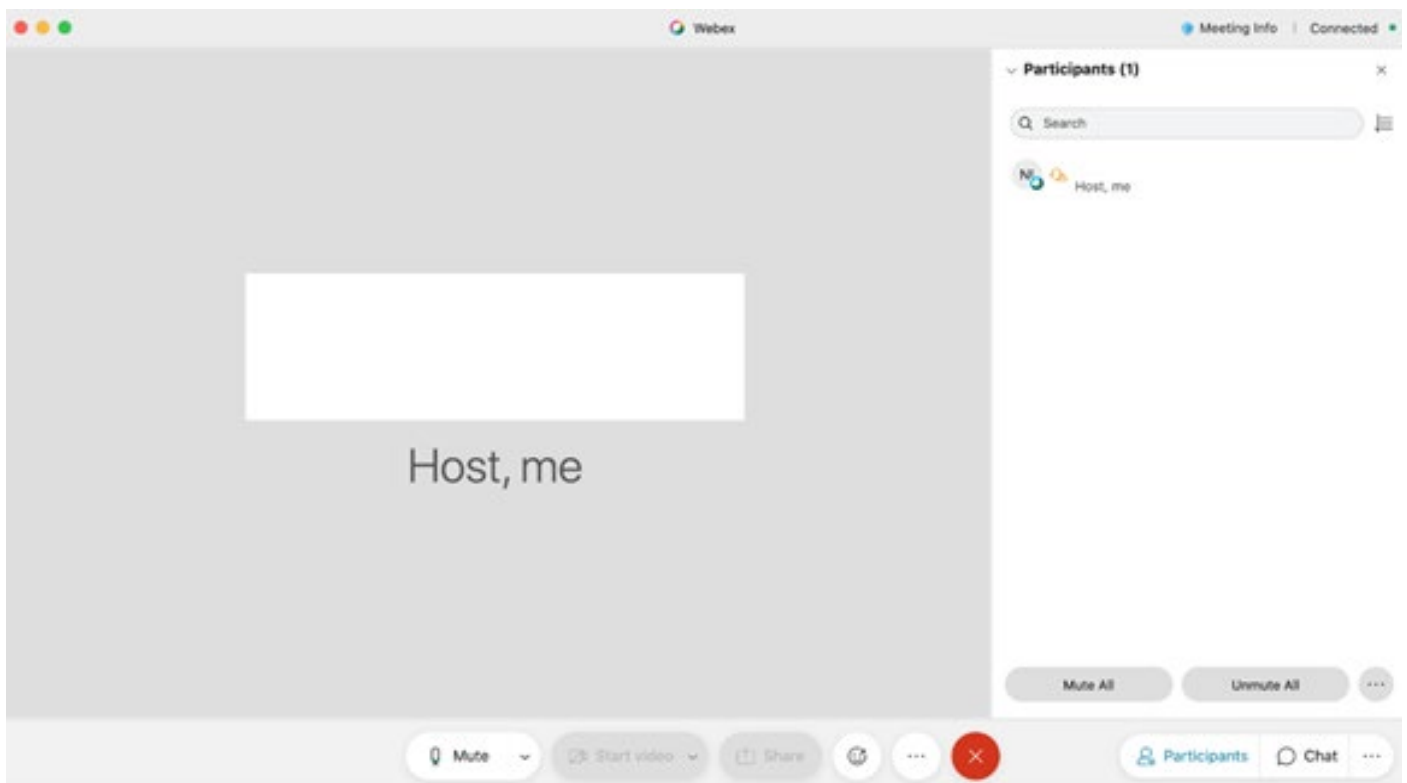 Webex
Meeting Info | Connected
Participants (1)
Search
Host, me
Host, me
Mute All
Unmute All
Mute
Start video
Share
Participants
Chat